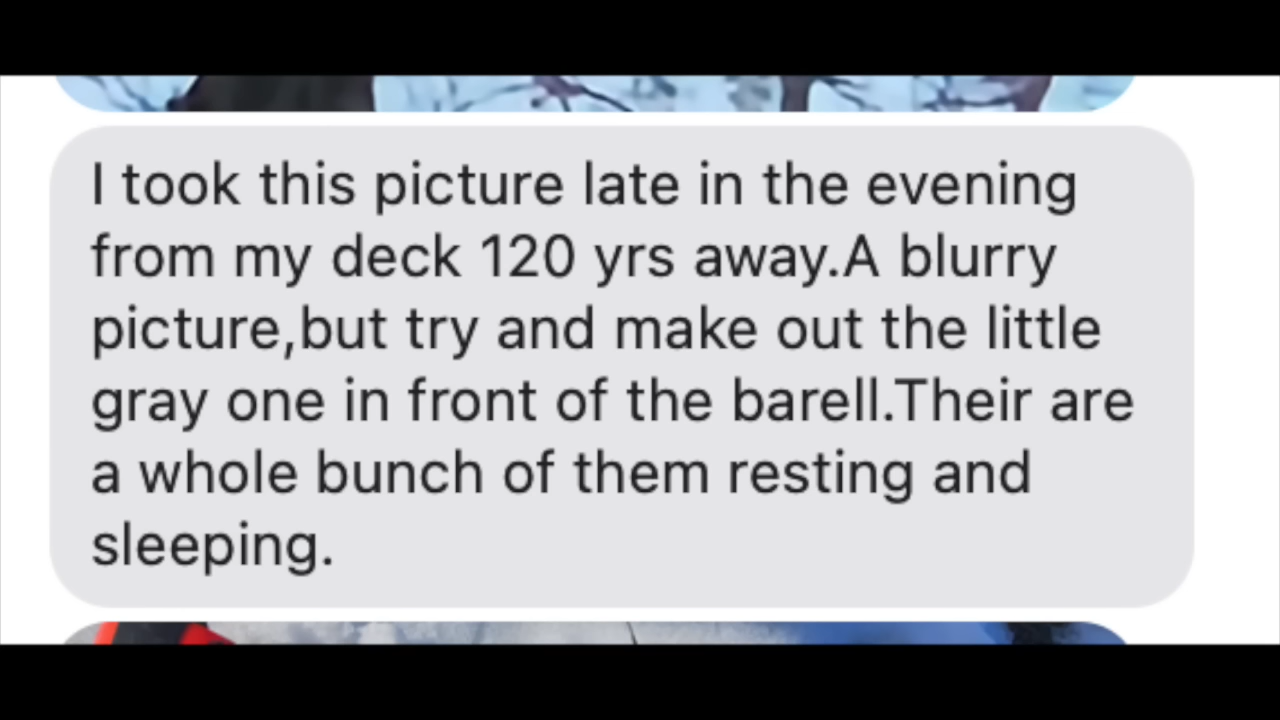 I took this picture late in the evening
from my deck 120 yrs away.A blurry
picture,but try and make out the little
gray one in front of the barell.Their are
a whole bunch of them resting and
sleeping.